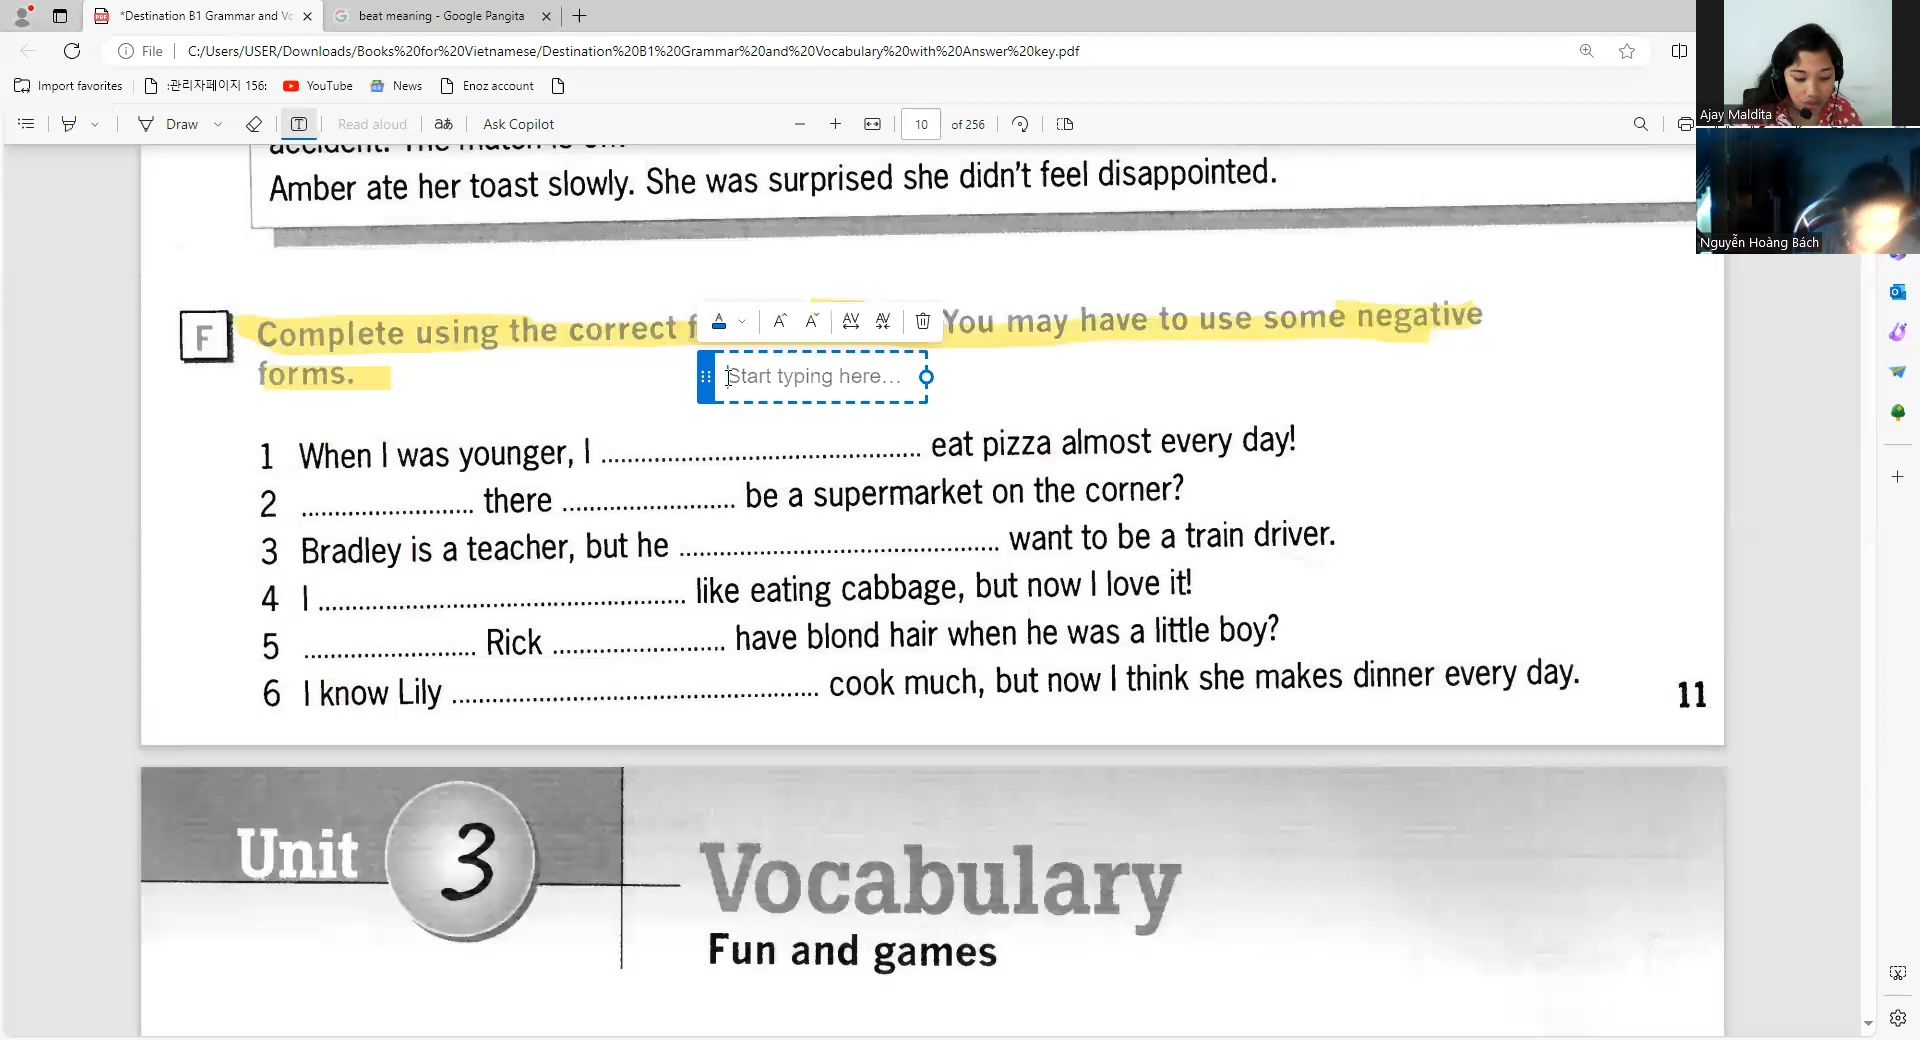 *Destination B1 Grammar and Vc
beat meaning - Google Pangita
File
C:/Users/USER/Downloads/Books%20for%20Vietnamese/Destination%20B1%20Grammar%20and%20Vocabulary%20with%20Answer%20key.pdf
Import favorites
:관리자페이지 156:
YouTube
News
Enoz account
Draw
Read aloud
aあ
Ask Copilot
10
of 256
Ajay Maldita
Nguyễn Hoàng Bách
Amber ate her toast slowly. She was surprised she didn't feel disappointed.
F Complete using the correct f You may have to use some negative
forms.
Start typing here...
1 When I was younger, I ........................ eat pizza almost every day!
2 ........................ there ........................ be a supermarket on the corner?
3 Bradley is a teacher, but he ........................ want to be a train driver.
4 I ........................ like eating cabbage, but now I love it!
5 ........................ Rick ........................ have blond hair when he was a little boy?
6 I know Lily ........................ cook much, but now I think she makes dinner every day.
11
Unit 3
Vocabulary
Fun and games